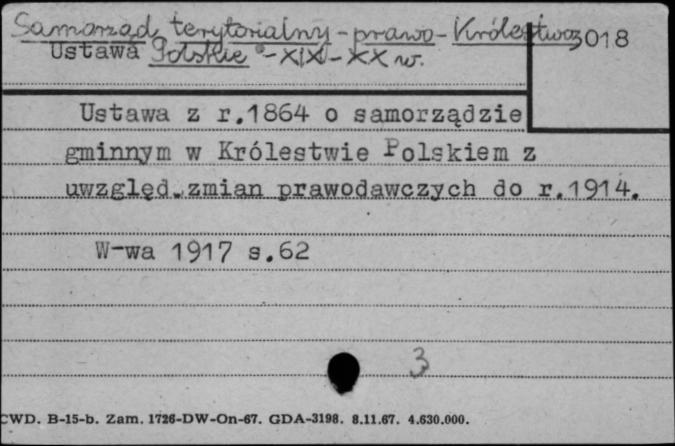 Samorząd terytorialny - prawo - Królestwo 3018
Ustawa Polskie - XIX - XX w.
Ustawa z r.1864 o samorządzie
gminnym w Królestwie Polskiem z
uwzględ.zmian prawodawczych do r.1914.
W-wa 1917 s.62
3
CWD. B-15-b. Zam. 1726-DW-On-67. GDA-3198. 8.11.67. 4.630.000.